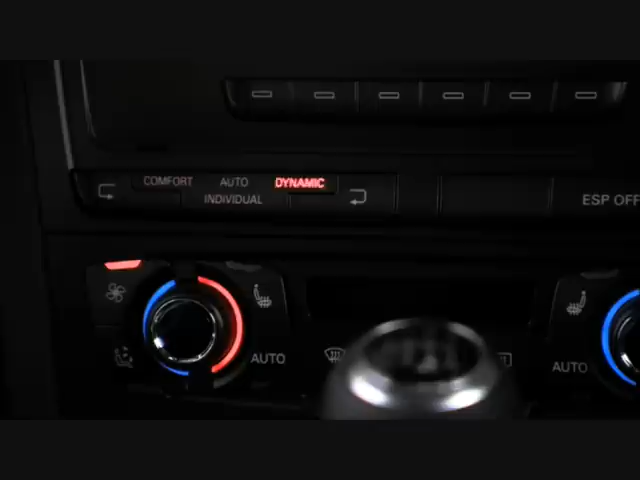 COMFORT AUTO DYNAMIC
INDIVIDUAL
ESP OFF
AUTO
AUTO